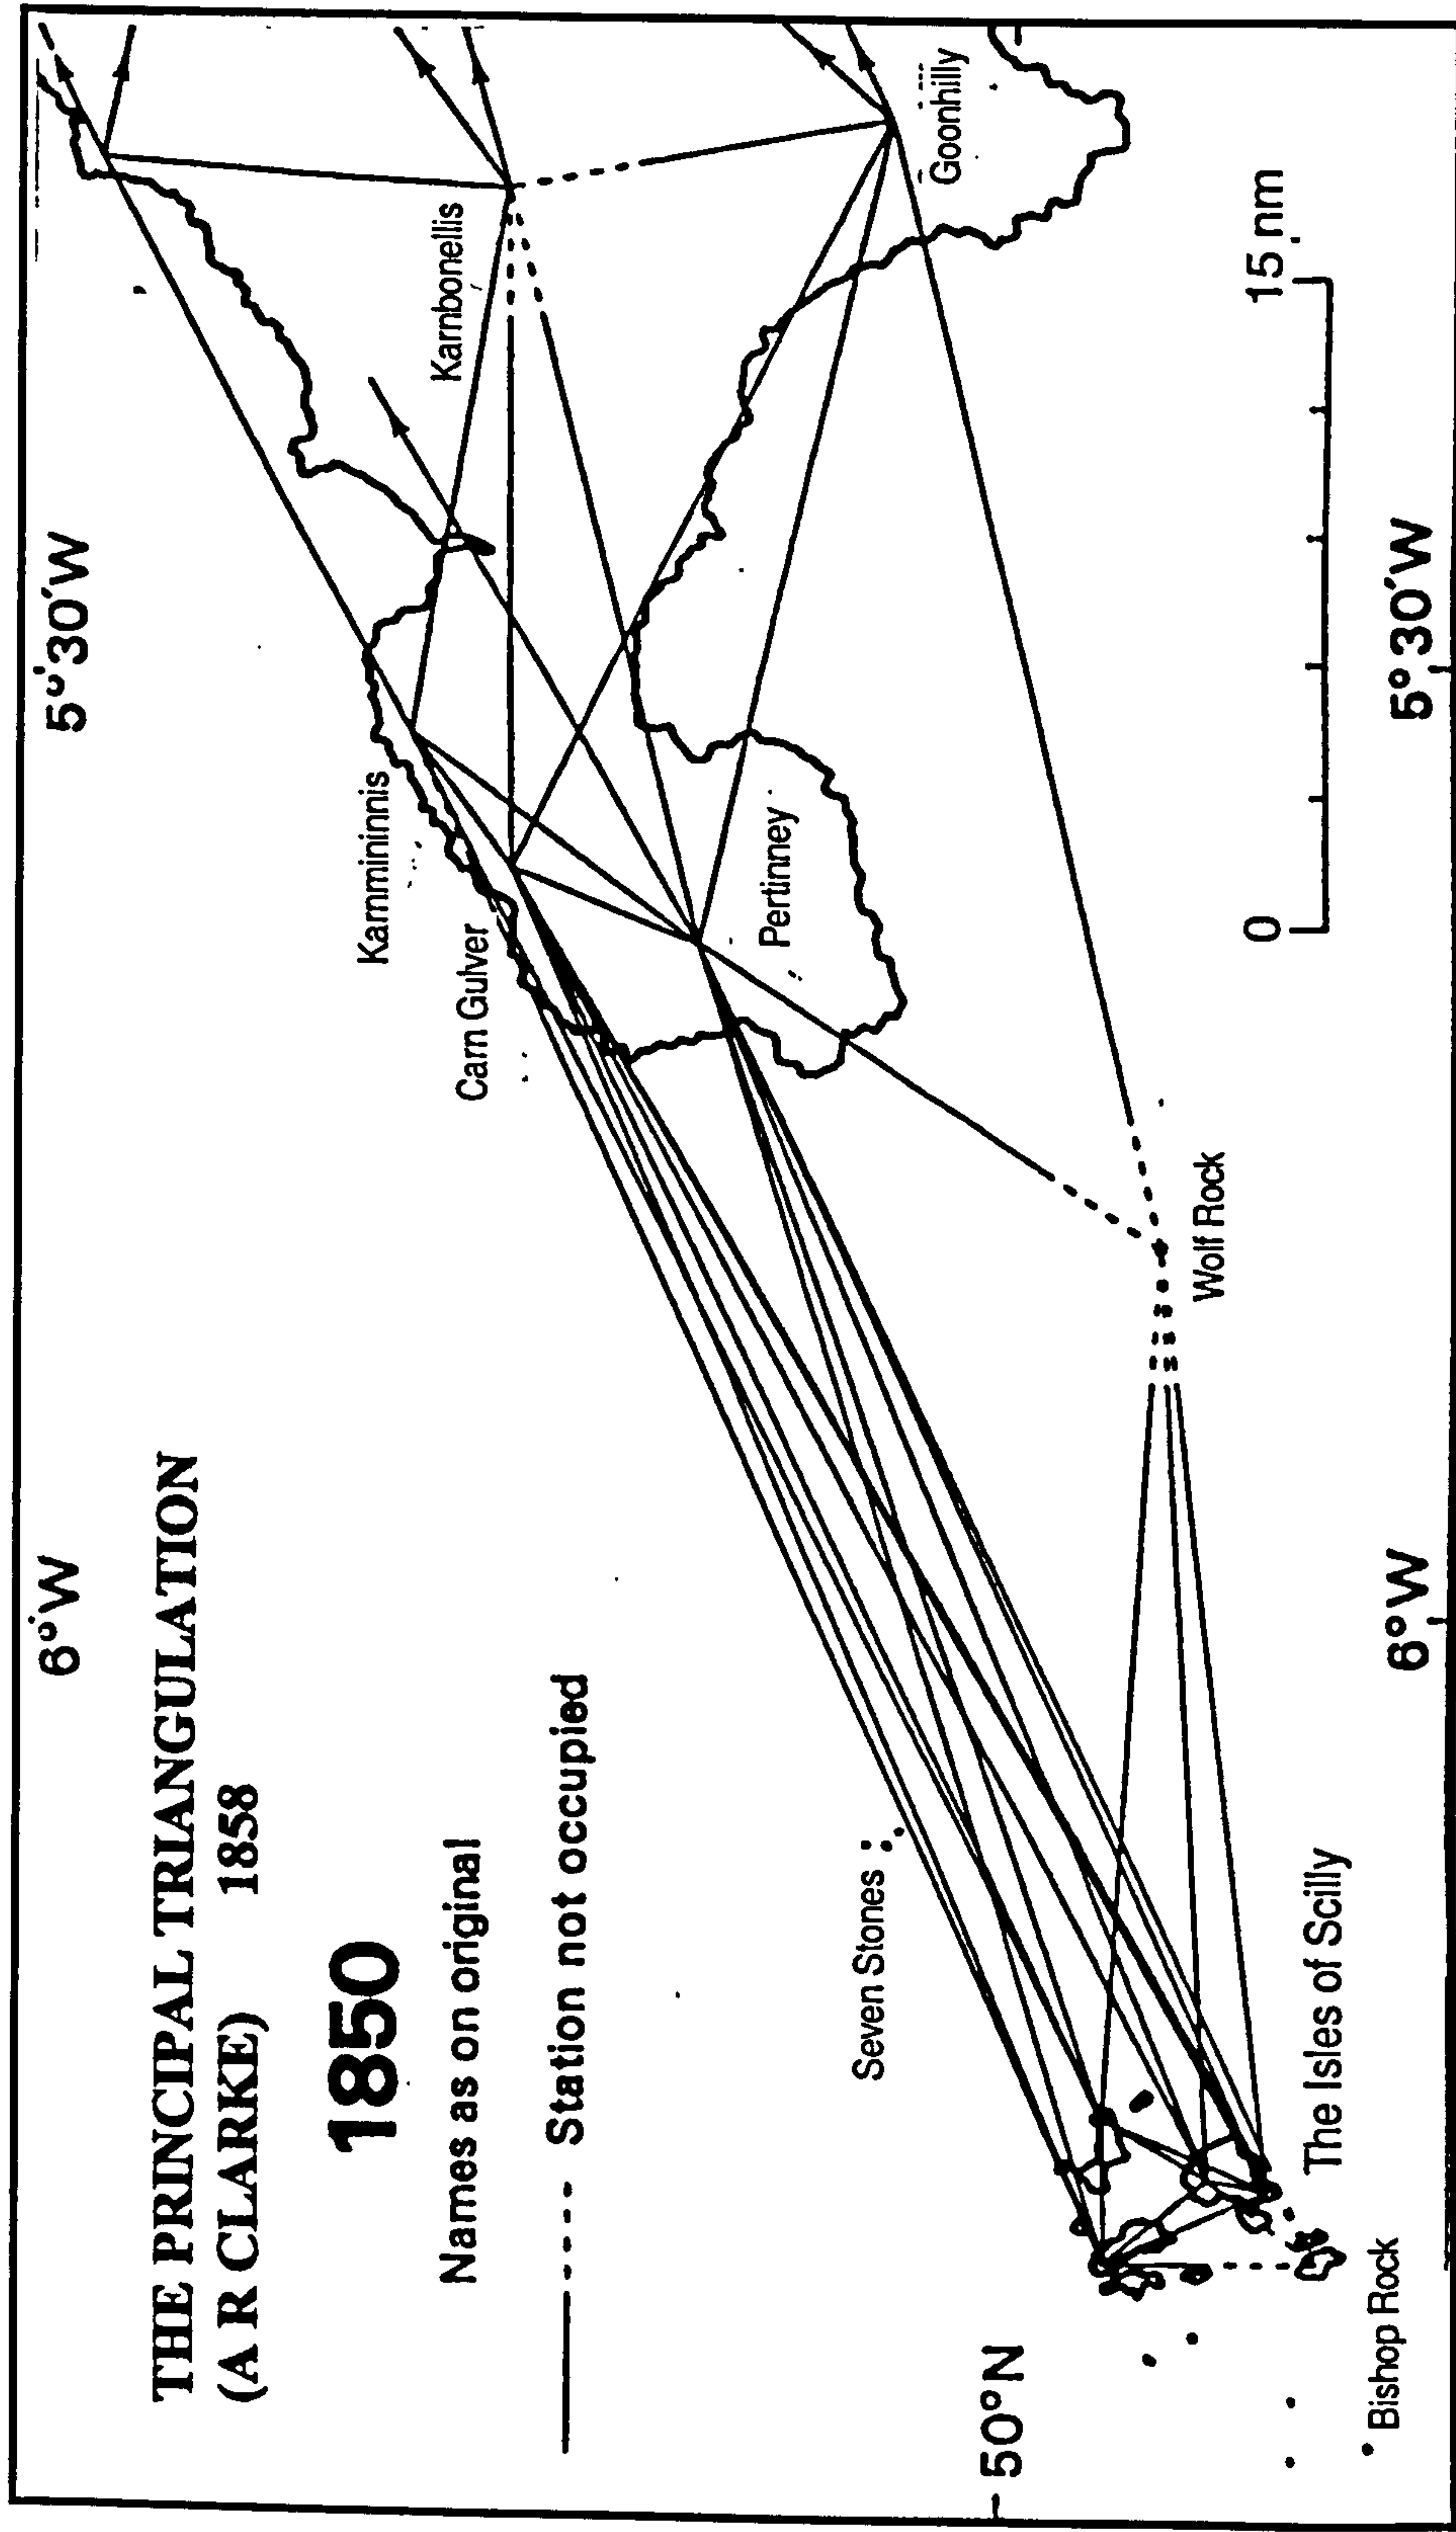 THE PRINCIPAL TRIANGULATION
(A R CLARKE) 1858
1850
Names as on original
Station not occupied
6°W
5°30'W
Karnmininnis
Carn Gulver
Karnbonellis
Pertinney
Goonhilly
Seven Stones
50°N
Wolf Rock
The Isles of Scilly
Bishop Rock
0
15 nm
6°W
5°30'W